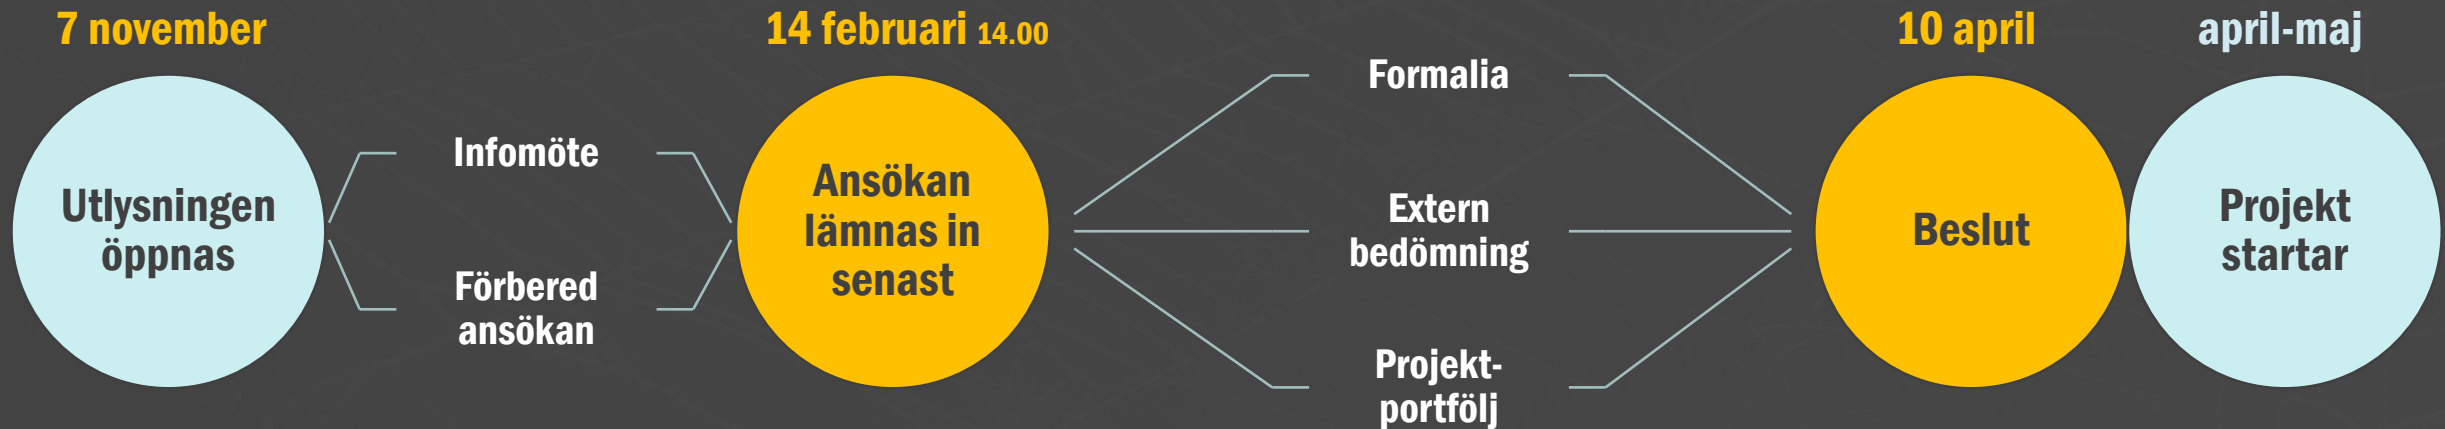 7 november
Utlysningen
öppnas
Infomöte
Förbered
ansökan
14 februari 14.00
Ansökan
lämnas in
senast
Formalia
Extern
bedömning
Projekt-
portfölj
10 april
Beslut
april-maj
Projekt
startar